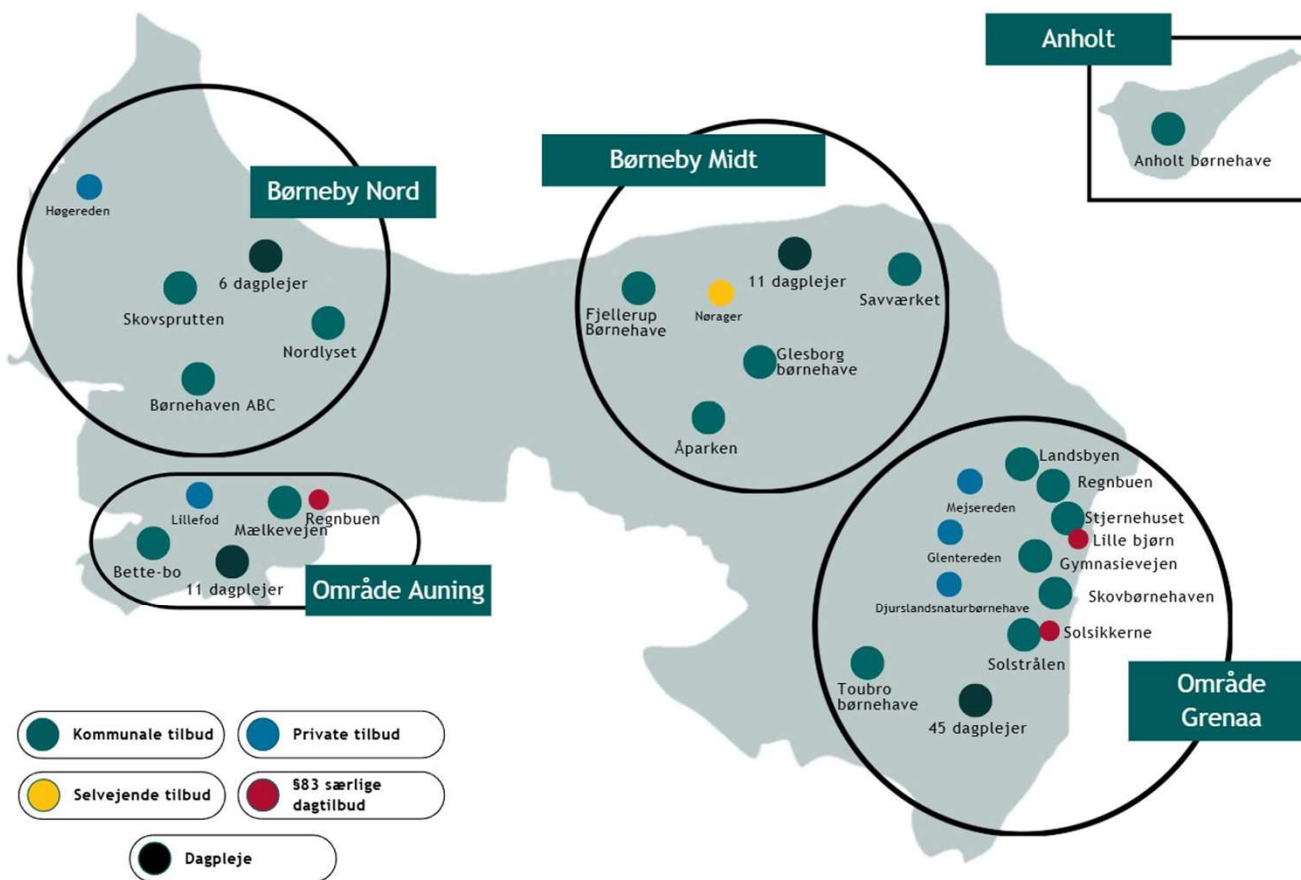 Anholt
Anholt børnehave
Børneby Nord
Høgereden
6 dagplejer
Skovsprutten
Nordlyset
Børnehaven ABC
Børneby Midt
11 dagplejer
Savværket
Fjellerup
Børnehave
Nørager
Glesborg
børnehave
Åparken
Lillefod
Mælkevejen
Regnbuen
Bette-bo
11 dagplejer
Område Auning
Landsbyen
Regnbuen
Mejsereden
Stjernehuset
Lille bjørn
Glentereden
Gymnasievejen
Djurslandsnaturbørnehave
Skovbørnehaven
Solsikkerne
Solstrålen
Toubro
børnehave
45 dagplejer
Område
Grenaa
Kommunale tilbud
Private tilbud
Selvejende tilbud
§83 særlige
dagtilbud
Dagpleje